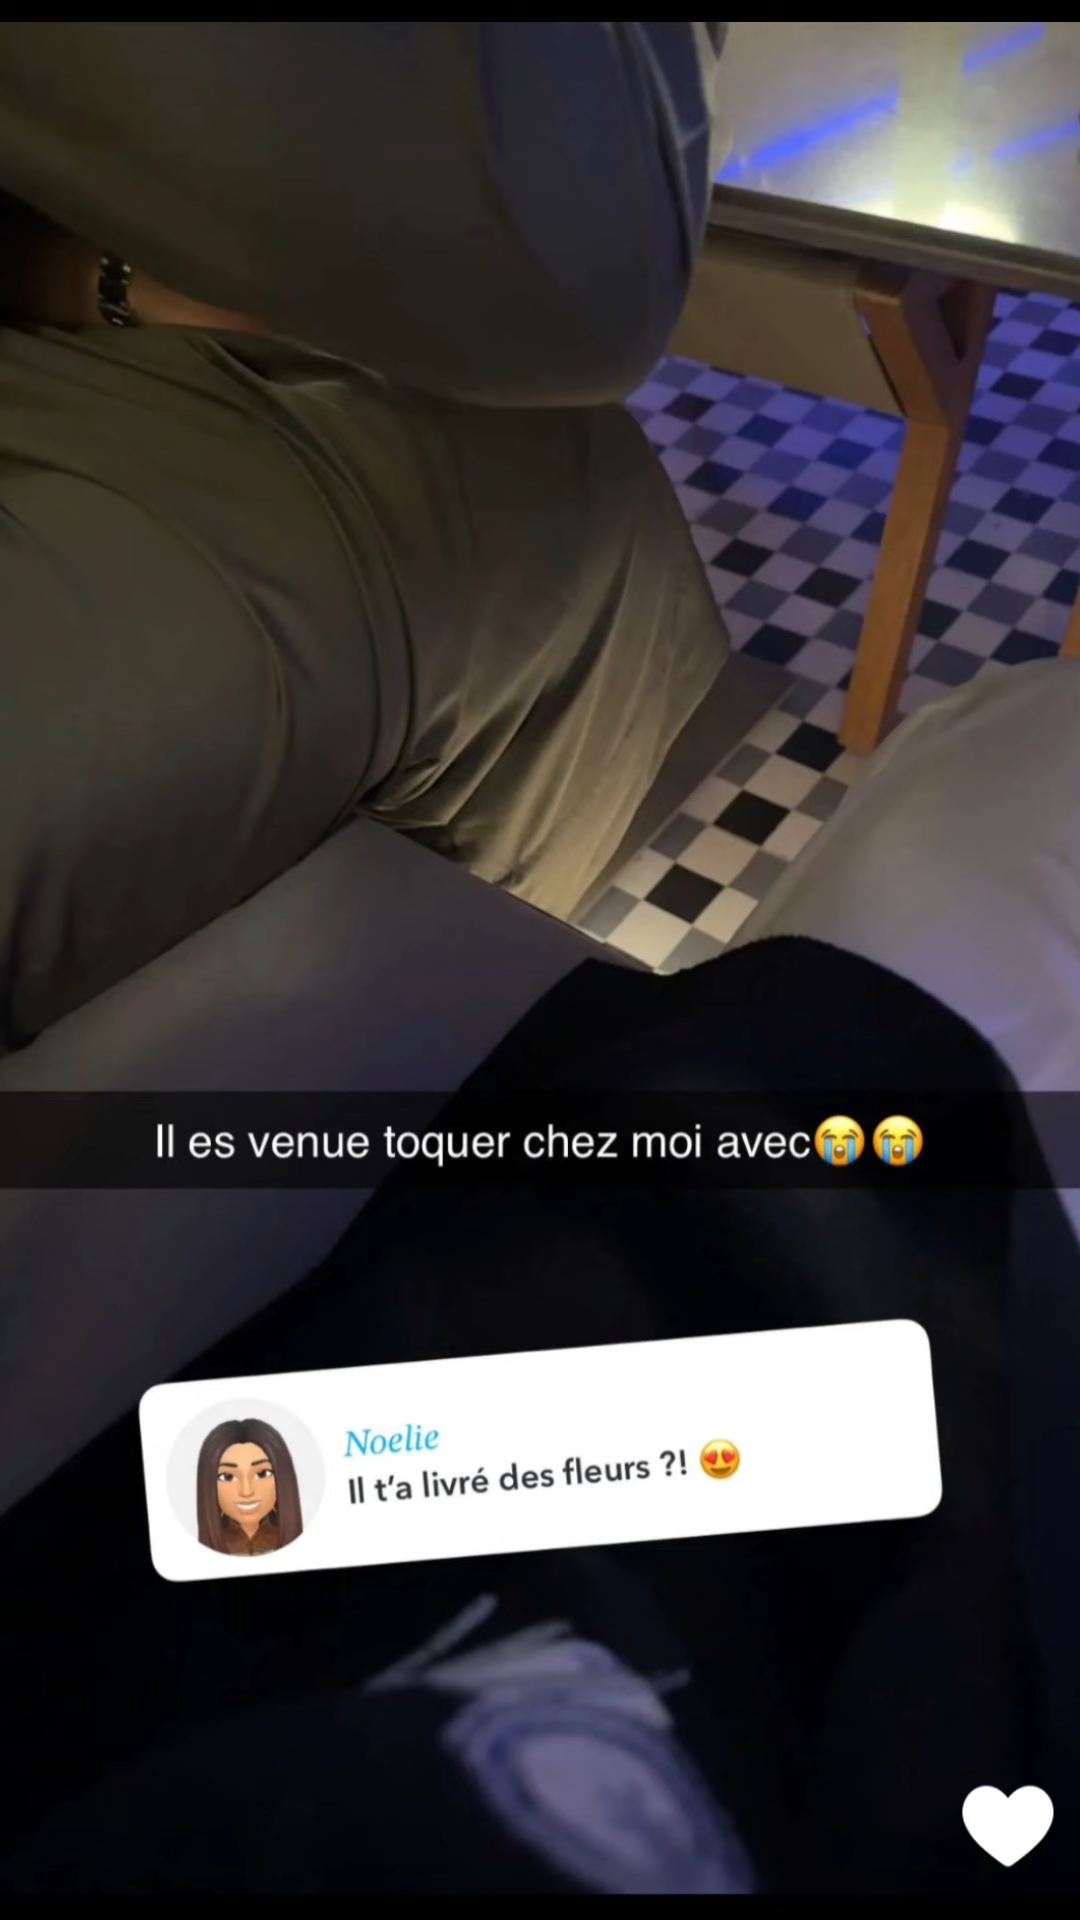 Il es venue toquer chez moi avec😭😭
Noelie
Il t’a livré des fleurs ?! 😍